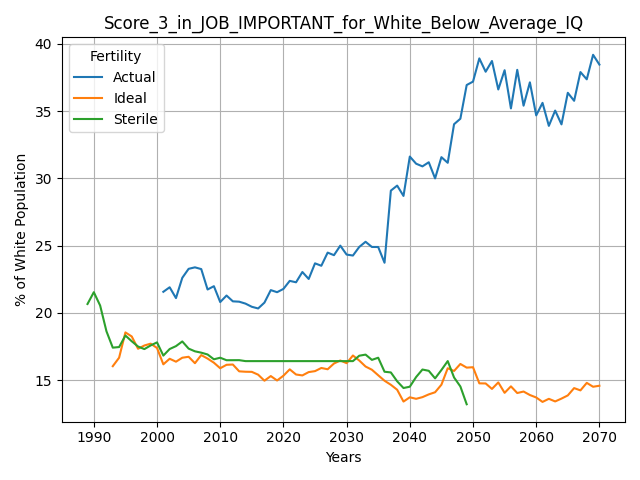 Score_3_in_JOB_IMPORTANT_for_White_Below_Average_IQ
Fertility
Actual
Ideal
Sterile
% of White Population
40
35
30
25
20
15
1990
2000
2010
2020
2030
2040
2050
2060
2070
Years